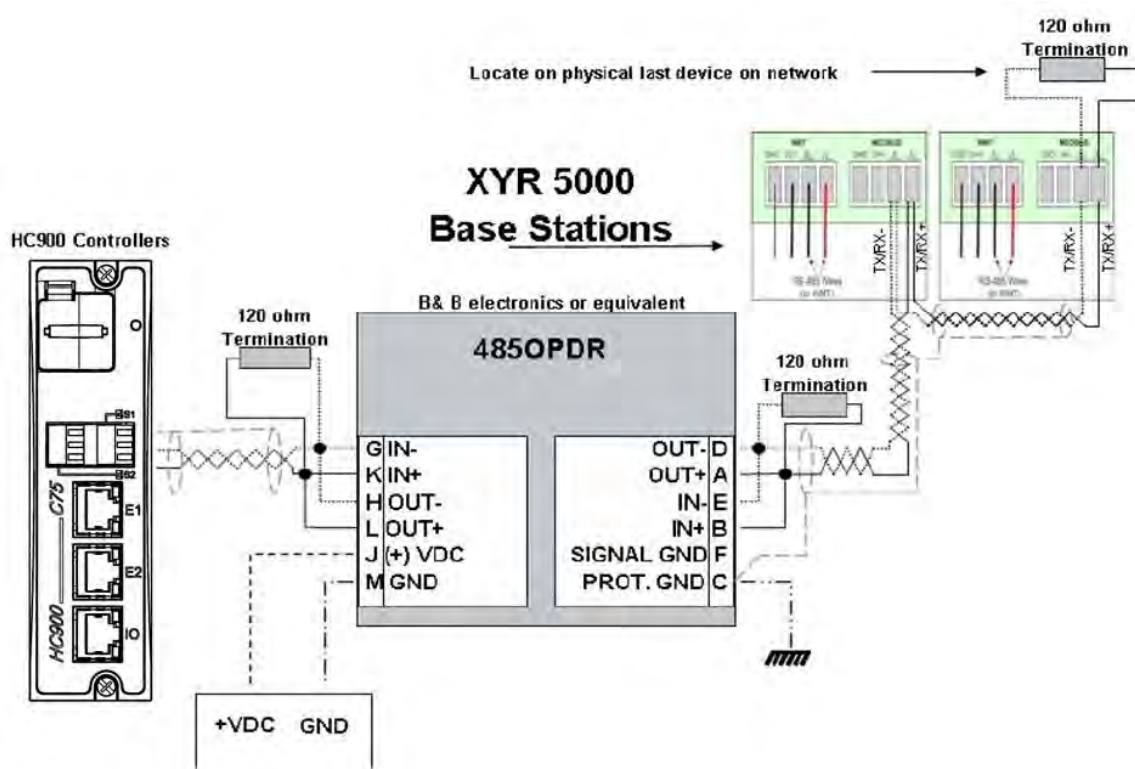 120 ohm
Termination
Locate on physical last device on network
XYR 5000
Base Stations
TX/RX-
TX/RX+
TX/RX-
TX/RX+
HC900 Controllers
B& B electronics or equivalent
120 ohm
Termination
485OPDR
120 ohm
Termination
S1
S2
C75
HC900
E1
E2
IO
G IN-
K IN+
H OUT-
L OUT+
J (+) VDC
M GND
OUT- D
OUT+ A
IN- E
IN+ B
SIGNAL GND F
PROT. GND C
+VDC GND